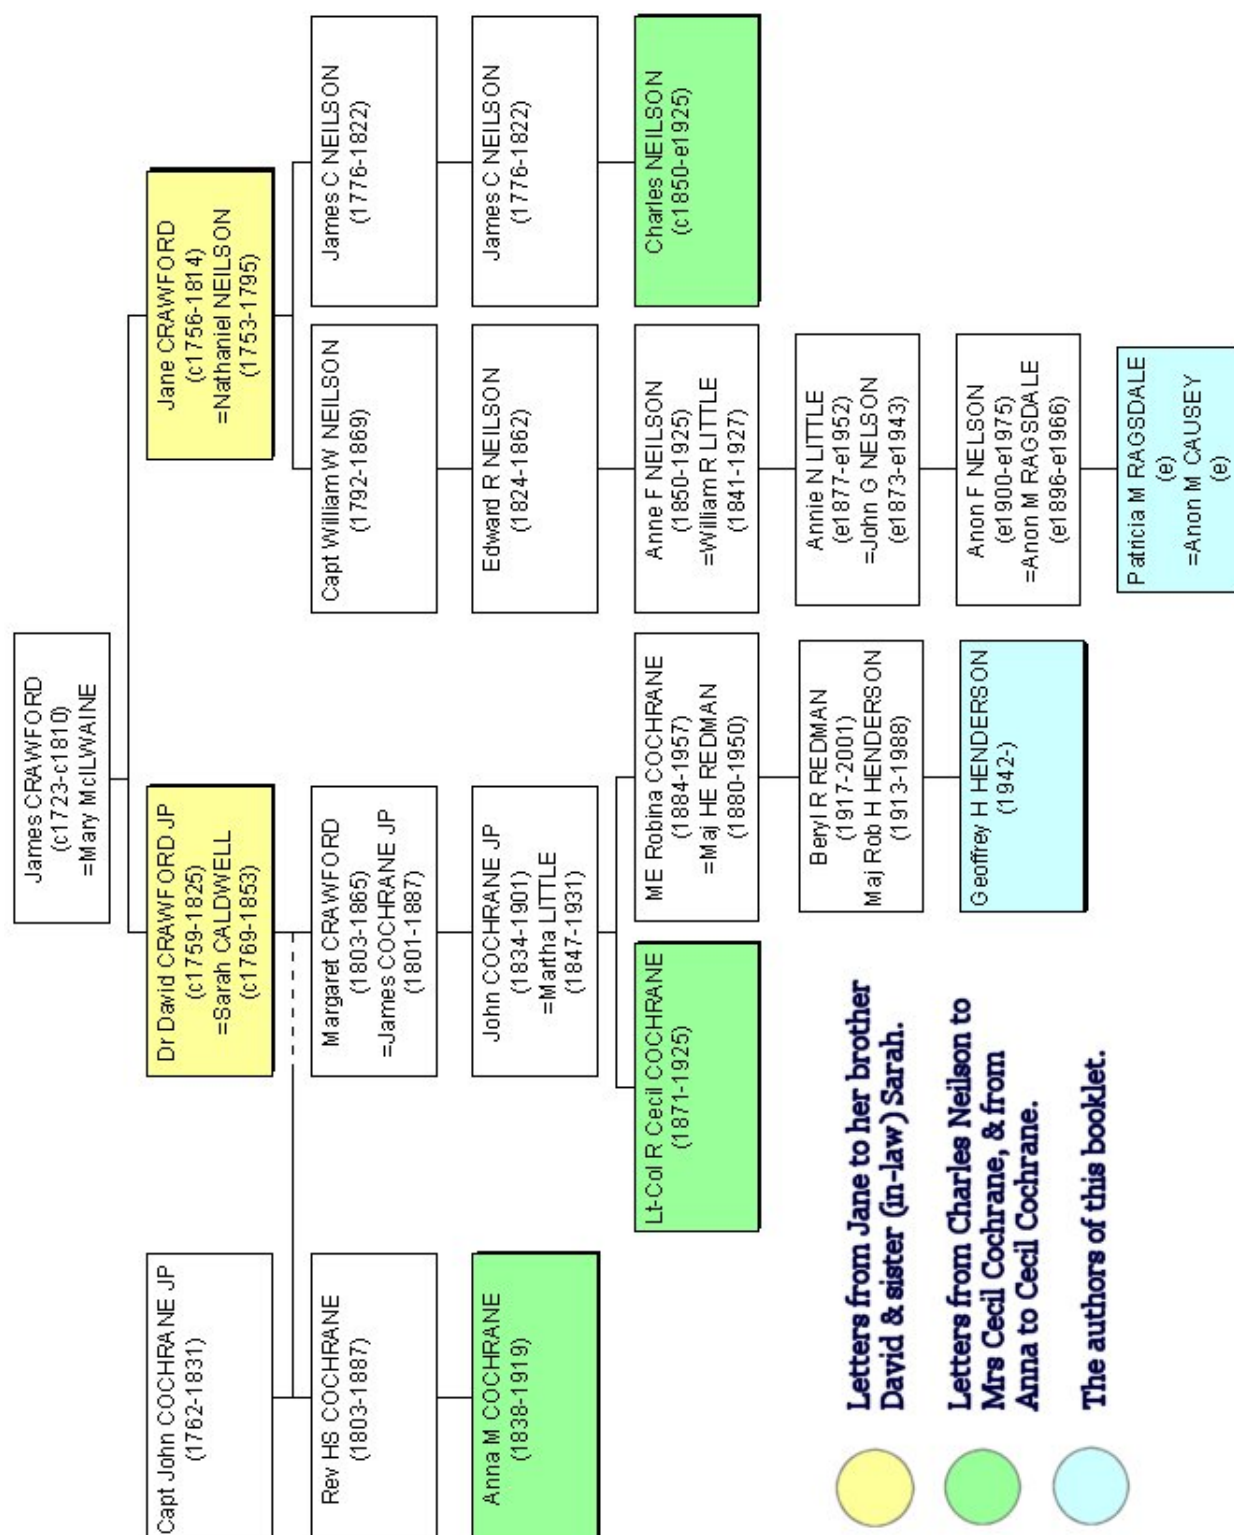 James CRAWFORD
(c1723-c1810)
=Mary McILWAINE
Capt John COCHRANE JP
(1762-1831)
Dr David CRAWFORD JP
(c1759-1825)
=Sarah CALDWELL
(c1769-1853)
Jane CRAWFORD
(c1756-1814)
=Nathaniel NEILSON
(1753-1795)
Rev HS COCHRANE
(1803-1887)
Margaret CRAWFORD
(1803-1865)
=James COCHRANE JP
(1801-1887)
Capt William W NEILSON
(1792-1869)
James C NEILSON
(1776-1822)
Anna M COCHRANE
(1838-1919)
John COCHRANE JP
(1834-1901)
=Martha LITTLE
(1847-1931)
Edward R NEILSON
(1824-1862)
James C NEILSON
(1776-1822)
Lt-Col R Cecil COCHRANE
(1871-1925)
ME Robina COCHRANE
(1884-1957)
=Maj HE REDMAN
(1880-1950)
Anne F NEILSON
(1850-1925)
=William R LITTLE
(1841-1927)
Charles NEILSON
(c1850-e1925)
Beryl R REDMAN
(1917-2001)
Maj Rob H HENDERSON
(1913-1988)
Annie N LITTLE
(e1877-e1952)
=John G NELSON
(e1873-e1943)
Geoffrey H HENDERSON
(1942-)
Anon F NELSON
(e1900-e1975)
=Anon M RAGSDALE
(e1896-e1966)
Patricia M RAGSDALE
(e)
=Anon M CAUSEY
(e)
Letters from Jane to her brother
David & sister (in-law) Sarah.
Letters from Charles Neilson to
Mrs Cecil Cochrane, & from
Anna to Cecil Cochrane.
The authors of this booklet.